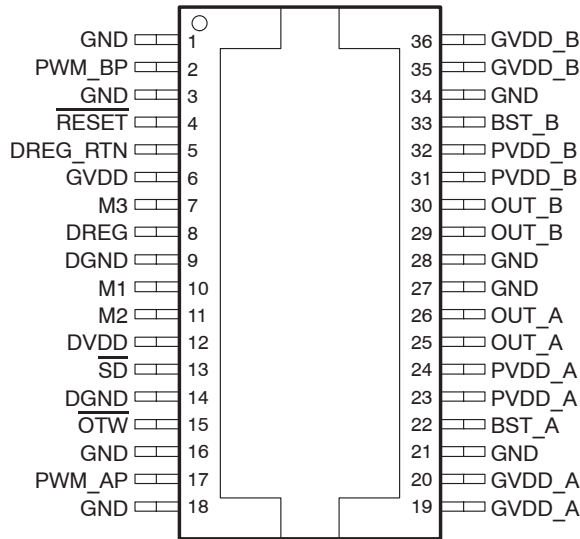 GND 1 36 GVDD_B
PWM_BP 2 35 GVDD_B
GND 3 34 GND
RESET 4 33 BST_B
DREG_RTN 5 32 PVDD_B
GVDD 6 31 PVDD_B
M3 7 30 OUT_B
DREG 8 29 OUT_B
DGND 9 28 GND
M1 10 27 GND
M2 11 26 OUT_A
DVDD 12 25 OUT_A
SD 13 24 PVDD_A
DGND 14 23 PVDD_A
OTW 15 22 BST_A
GND 16 21 GND
PWM_AP 17 20 GVDD_A
GND 18 19 GVDD_A